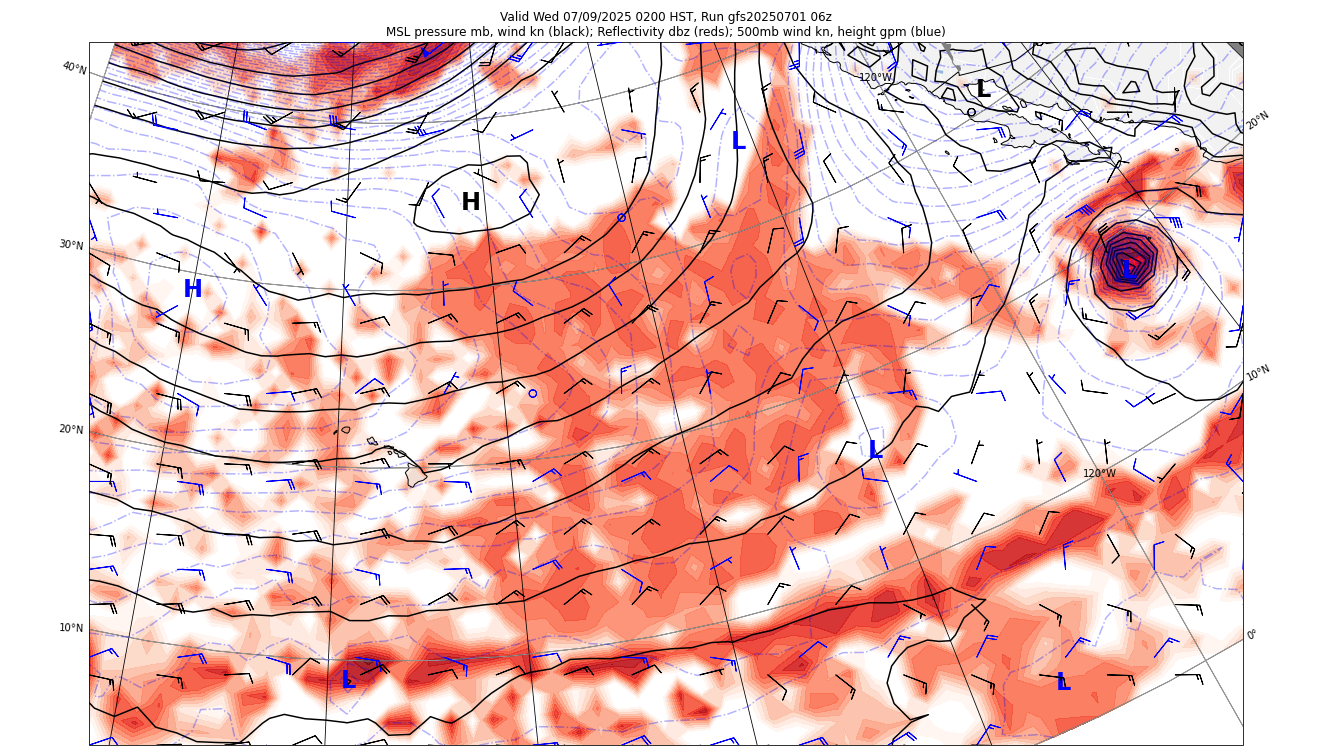 Valid Wed 07/09/2025 0200 HST, Run gfs20250701 06z
MSL pressure mb, wind kn (black); Reflectivity dbz (reds); 500mb wind kn, height gpm (blue)
40°N
120°W
L
20°N
L
H
30°N
L
H
10°N
20°N
L
120°W
10°N
0°
L
L